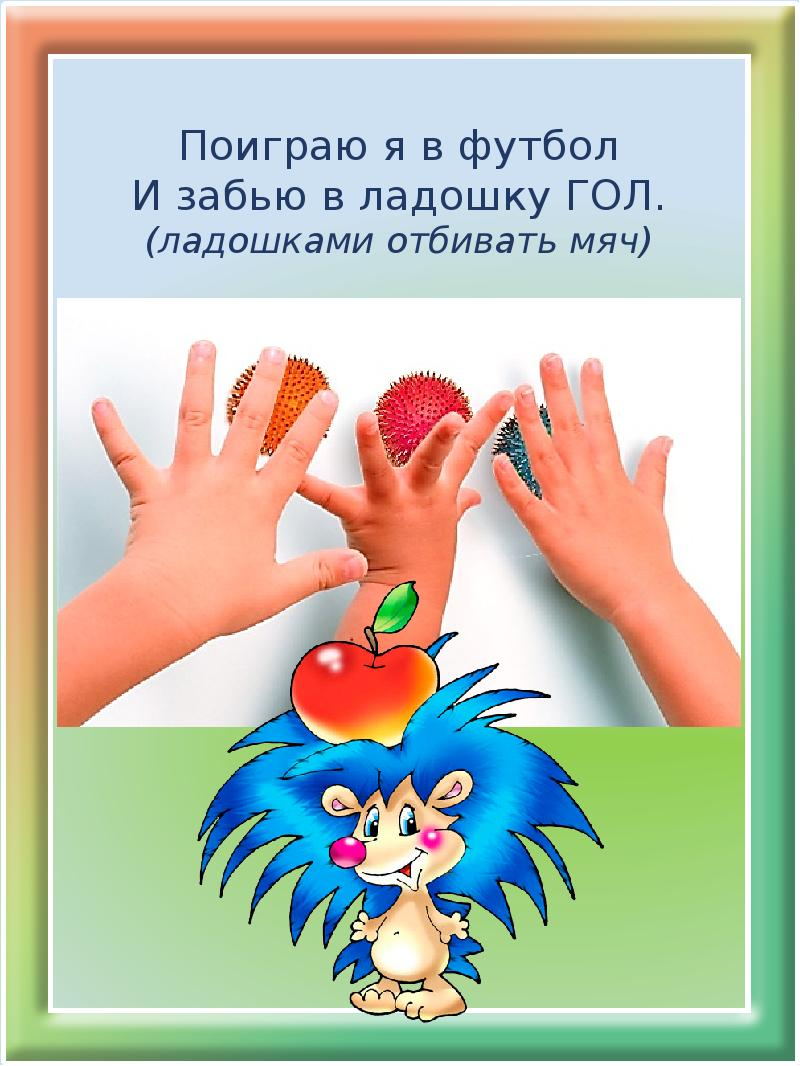 Поиграю я в футбол
И забью в ладошку ГОЛ.
(ладошками отбивать мяч)